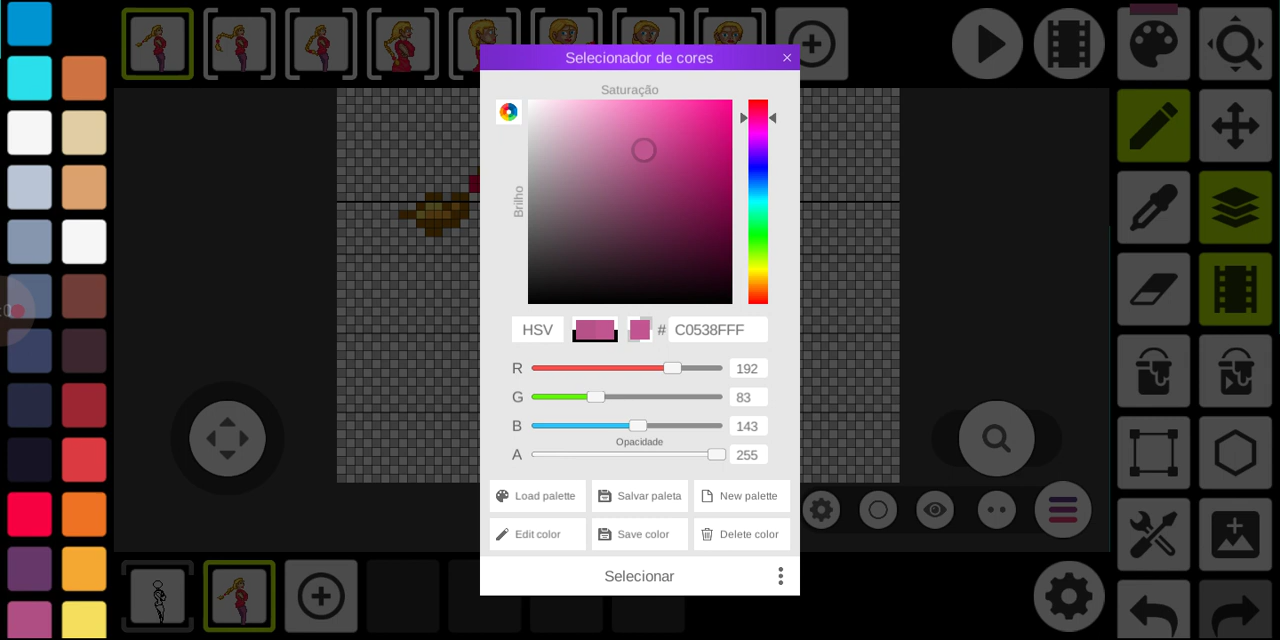 Selecionador de cores
Saturação
Brilho
HSV # C0538FFF
R 192
G 83
B 143
Opacidade
A 255
Load palette Salvar paleta New palette
Edit color Save color Delete color
Selecionar